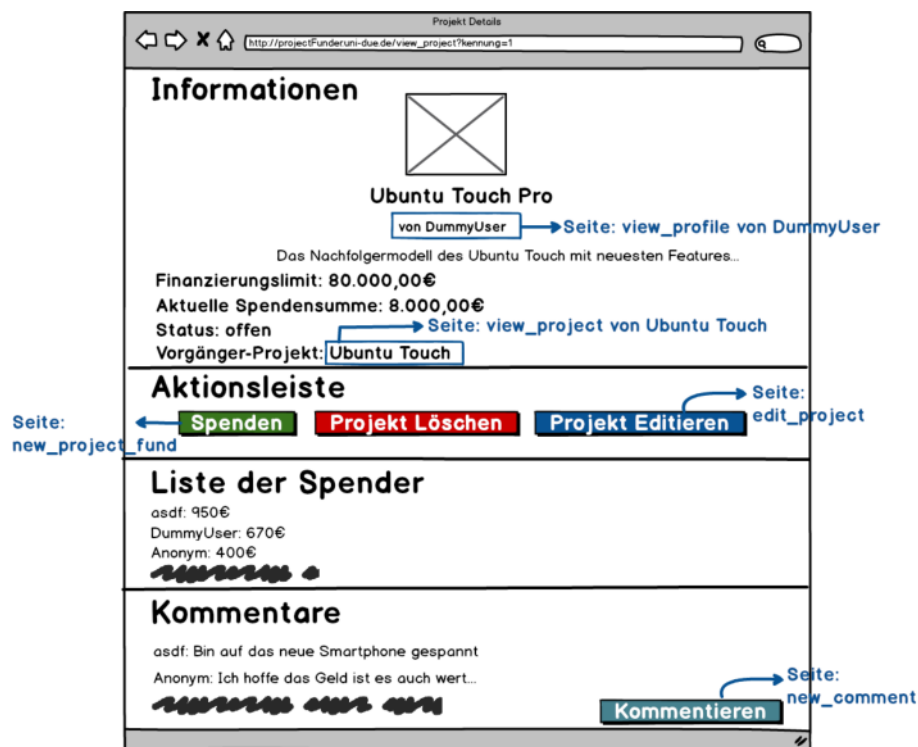 Projekt Details
http://projectFunderuni-due.de/view_project?kennung=1
Informationen
Ubuntu Touch Pro
von DummyUser
Seite: view_profile von DummyUser
Das Nachfolgermodell des Ubuntu Touch mit neuesten Features...
Finanzierungslimit: 80.000,00€
Aktuelle Spendensumme: 8.000,00€
Status: offen
Seite: view_project von Ubuntu Touch
Vorgänger-Projekt: Ubuntu Touch
Aktionsleiste
Seite:
edit_project
Seite:
new_project_fund
Spenden
Projekt Löschen
Projekt Editieren
Liste der Spender
asdf: 950€
DummyUser: 670€
Anonym: 400€
Kommentare
asdf: Bin auf das neue Smartphone gespannt
Anonym: Ich hoffe das Geld ist es auch wert...
Seite:
new_comment
Kommentieren